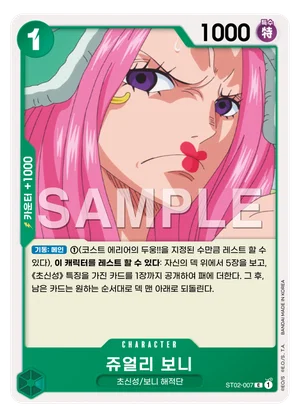 1
1000
특수
特
카운터 +1000
SAMPLE
기동: 메인 ①(코스트 에리어의 두웅!!을 지정된 수만큼 레스트 할 수
있다), 이 캐릭터를 레스트 할 수 있다: 자신의 덱 위에서 5장을 보고,
《초신성》 특징을 가진 카드를 1장까지 공개하여 패에 더한다. 그 후,
남은 카드는 원하는 순서대로 덱 맨 아래로 되돌린다.
CHARACTER
쥬얼리 보니
초신성/보니 해적단
ST02-007 C 1